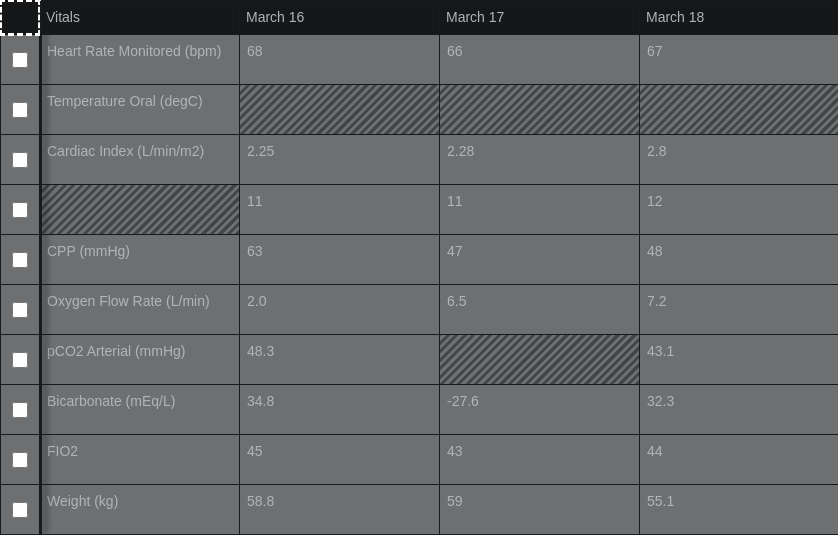 Vitals March 16 March 17 March 18
Heart Rate Monitored (bpm) 68 66 67
Temperature Oral (degC)
Cardiac Index (L/min/m2) 2.25 2.28 2.8
11 11 12
CPP (mmHg) 63 47 48
Oxygen Flow Rate (L/min) 2.0 6.5 7.2
pCO2 Arterial (mmHg) 48.3 43.1
Bicarbonate (mEq/L) 34.8 -27.6 32.3
FIO2 45 43 44
Weight (kg) 58.8 59 55.1